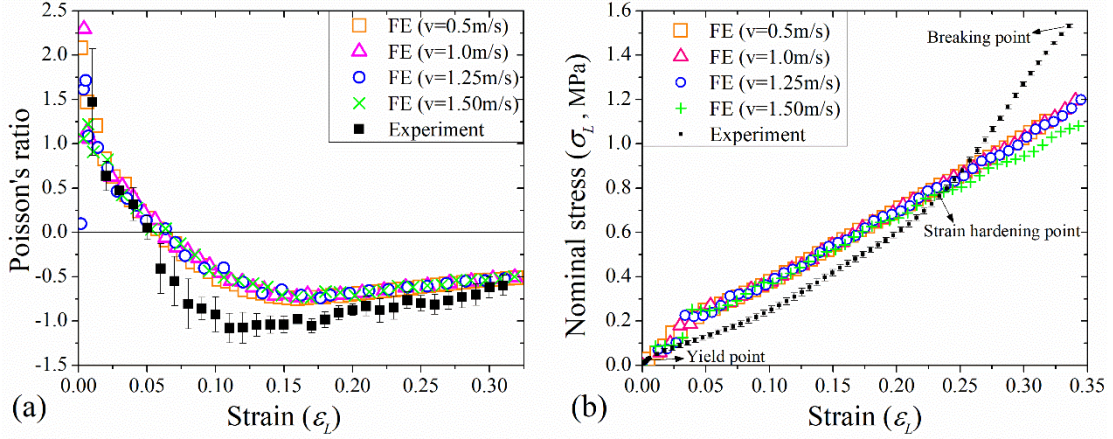 2.5
2.0
1.5
1.0
0.5
0.0
-0.5
-1.0
-1.5
Poisson's ratio
FE (v=0.5m/s)
FE (v=1.0m/s)
FE (v=1.25m/s)
FE (v=1.50m/s)
Experiment
0.00 0.05 0.10 0.15 0.20 0.25 0.30
(a)
Strain (ε_L)
1.6
1.4
1.2
1.0
0.8
0.6
0.4
0.2
0.0
Nominal stress (σ_L, MPa)
FE (v=0.5m/s)
FE (v=1.0m/s)
FE (v=1.25m/s)
FE (v=1.50m/s)
Experiment
Breaking point
Strain hardening point
Yield point
0.00 0.05 0.10 0.15 0.20 0.25 0.30 0.35
(b)
Strain (ε_L)